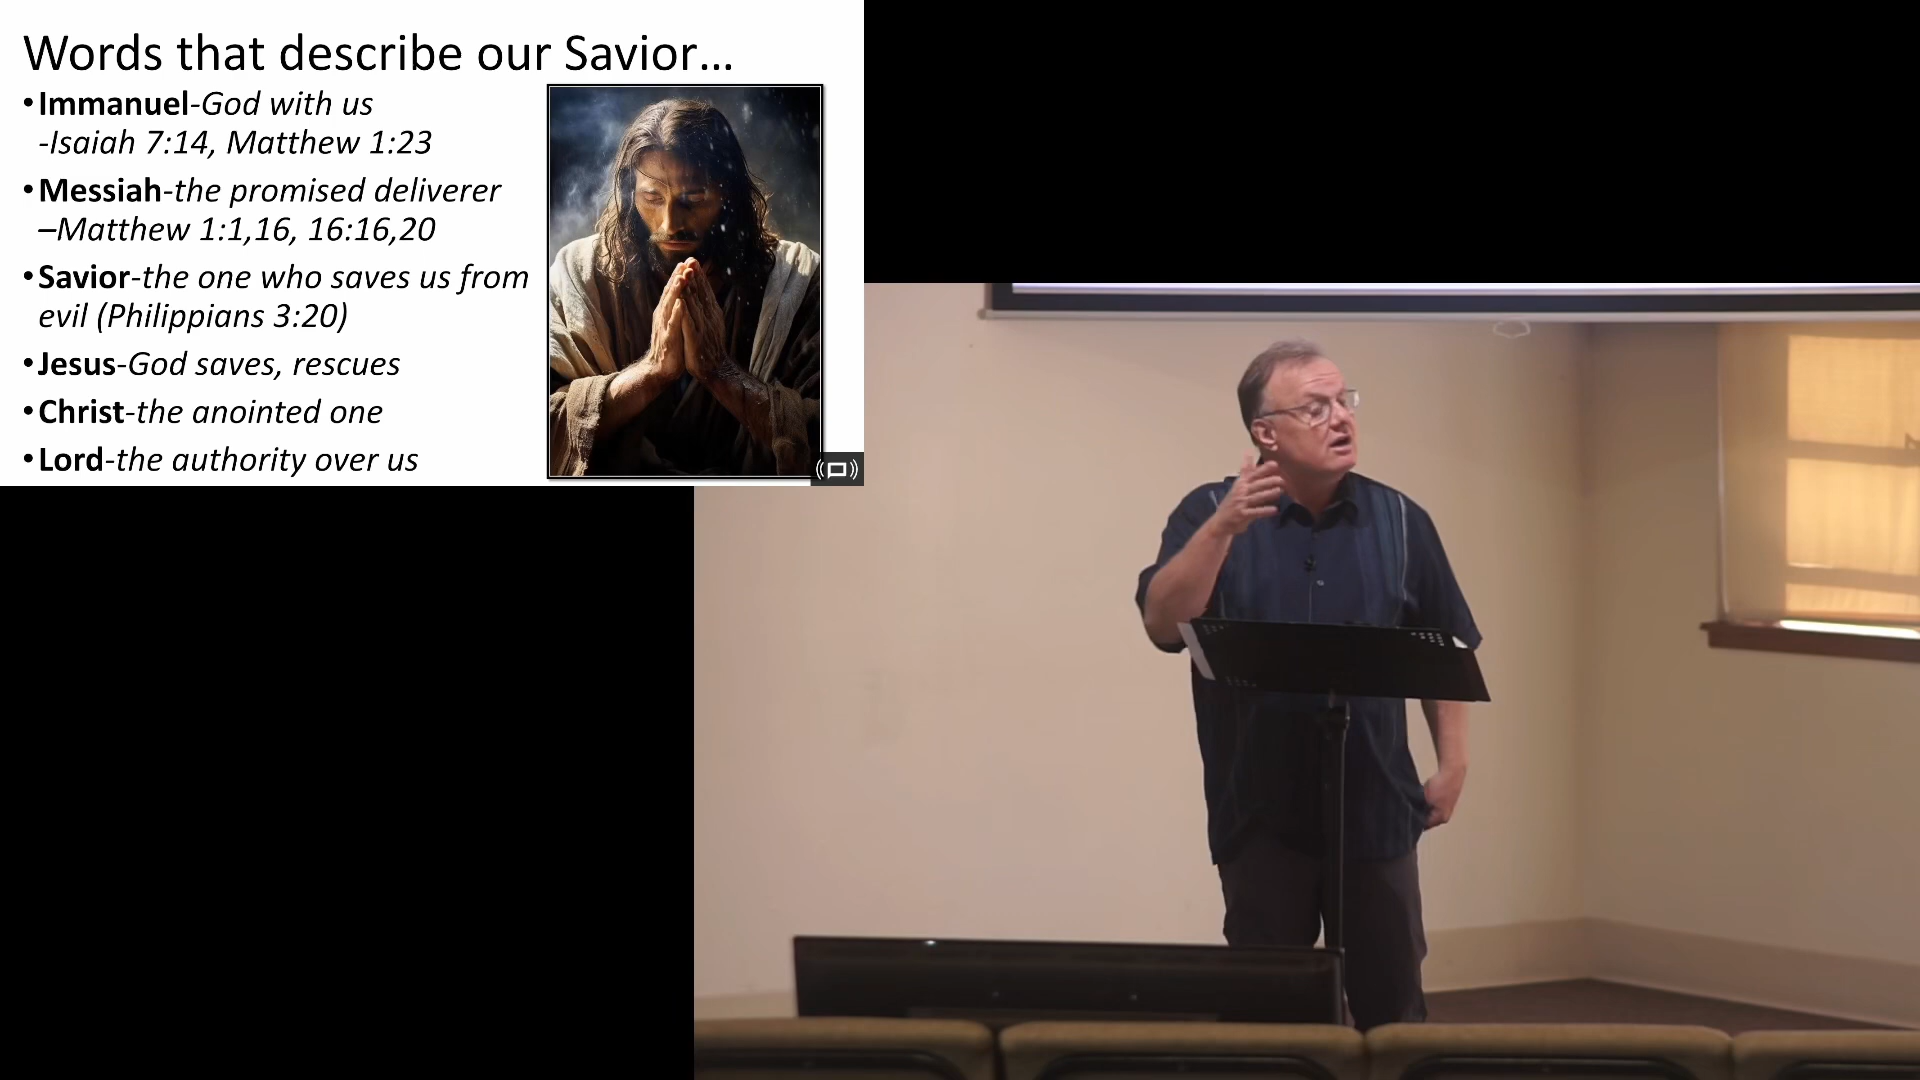 Words that describe our Savior...
•Immanuel-God with us
-Isaiah 7:14, Matthew 1:23
•Messiah-the promised deliverer
–Matthew 1:1,16, 16:16,20
•Savior-the one who saves us from
evil (Philippians 3:20)
•Jesus-God saves, rescues
•Christ-the anointed one
•Lord-the authority over us